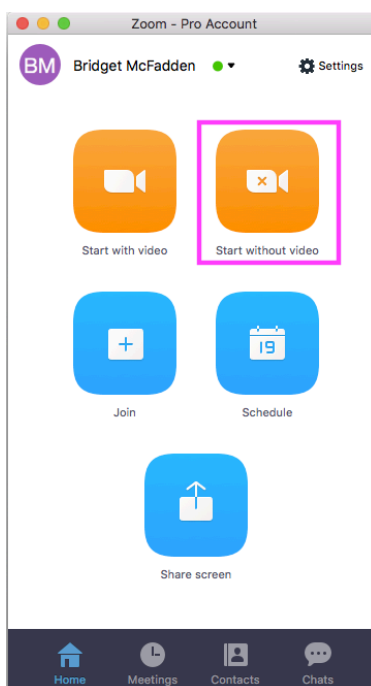 Zoom - Pro Account
BM Bridget McFadden Settings
Start with video Start without video
19
Join Schedule
Share screen
Home Meetings Contacts Chats